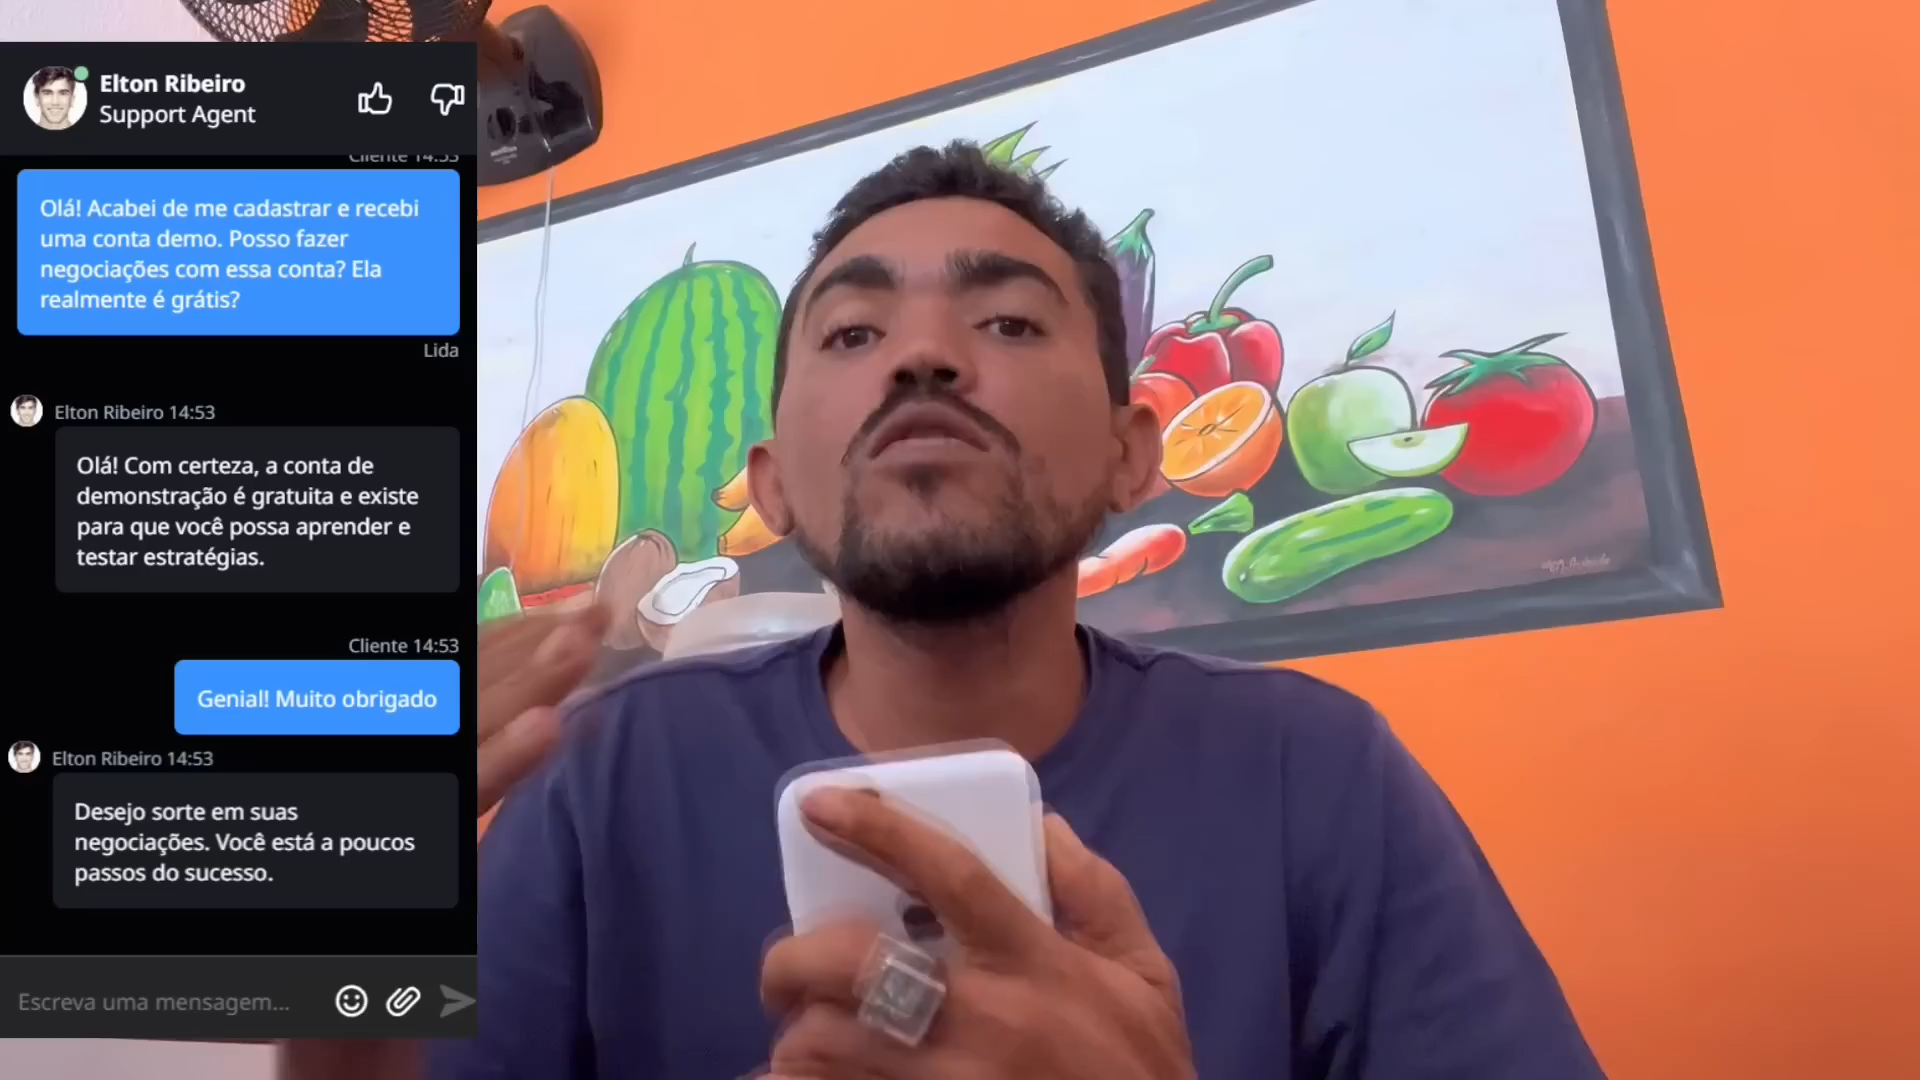 Elton Ribeiro
Support Agent
Cliente 14:53
Olá! Acabei de me cadastrar e recebi
uma conta demo. Posso fazer
negociações com essa conta? Ela
realmente é grátis?
Lida
Elton Ribeiro 14:53
Olá! Com certeza, a conta de
demonstração é gratuita e existe
para que você possa aprender e
testar estratégias.
Cliente 14:53
Genial! Muito obrigado
Elton Ribeiro 14:53
Desejo sorte em suas
negociações. Você está a poucos
passos do sucesso.
Escreva uma mensagem...